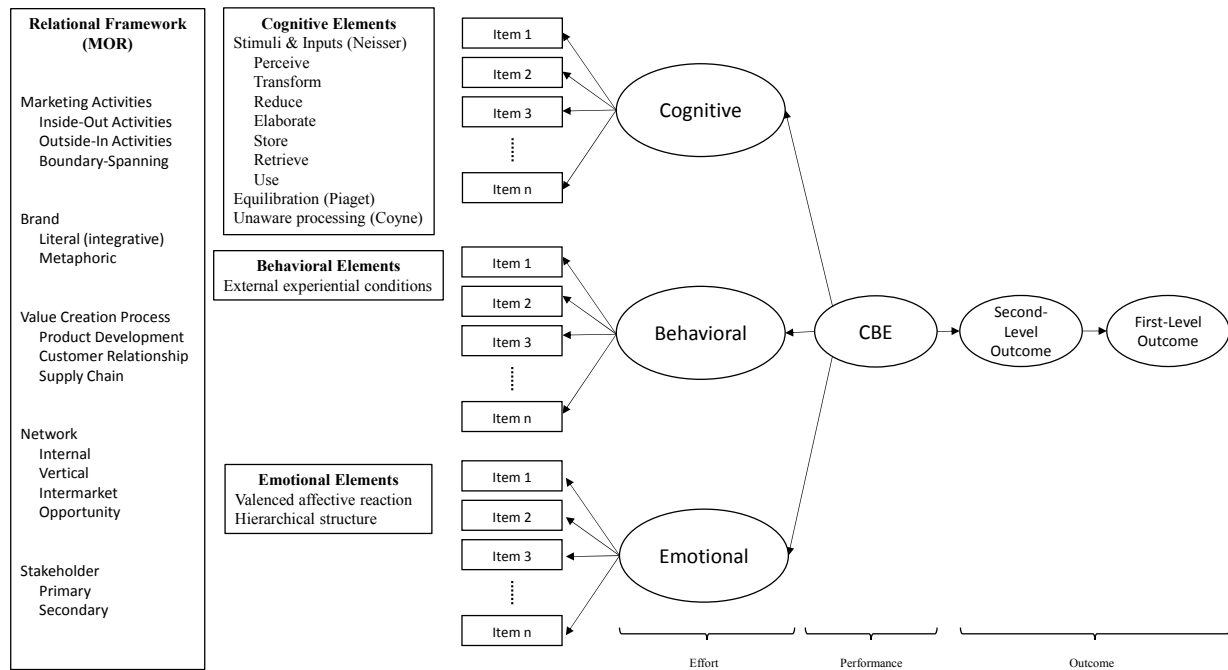 Relational Framework
(MOR)
Marketing Activities
Inside-Out Activities
Outside-In Activities
Boundary-Spanning
Brand
Literal (integrative)
Metaphoric
Value Creation Process
Product Development
Customer Relationship
Supply Chain
Network
Internal
Vertical
Intermarket
Opportunity
Stakeholder
Primary
Secondary
Cognitive Elements
Stimuli & Inputs (Neisser)
Perceive
Transform
Reduce
Elaborate
Store
Retrieve
Use
Equilibration (Piaget)
Unaware processing (Coyne)
Behavioral Elements
External experiential conditions
Emotional Elements
Valenced affective reaction
Hierarchical structure
Item 1
Item 2
Item 3
Item n
Item 1
Item 2
Item 3
Item n
Item 1
Item 2
Item 3
Item n
Cognitive
Behavioral
Emotional
CBE
Second-
Level
Outcome
First-Level
Outcome
Effort
Performance
Outcome